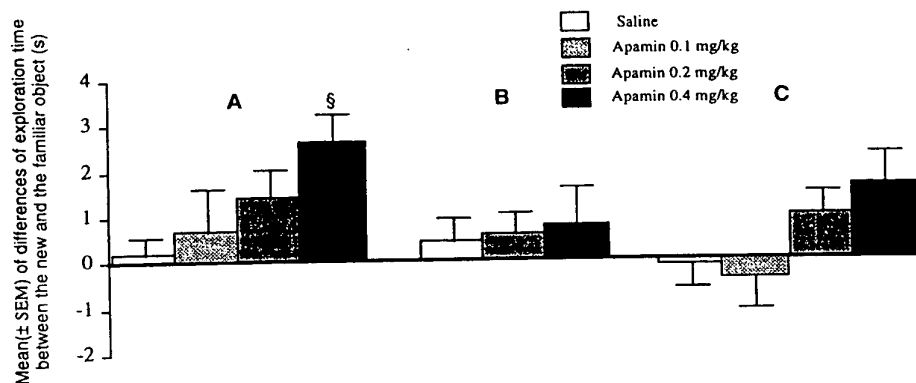 Mean(± SEM) of differences of exploration time
between the new and the familiar object (s)
Saline
Apamin 0.1 mg/kg
Apamin 0.2 mg/kg
Apamin 0.4 mg/kg
A
§
B
C
4
3
2
1
0
-1
-2